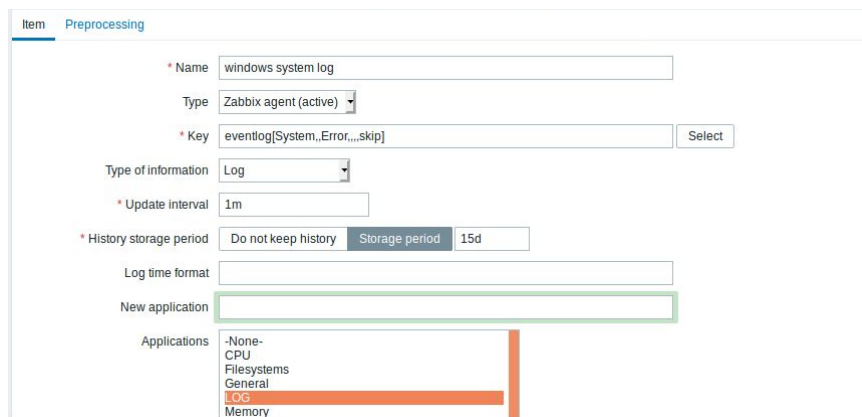 Item Preprocessing
* Name windows system log
Type Zabbix agent (active)
* Key eventlog[System,,Error,,,,skip] Select
Type of information Log
* Update interval 1m
* History storage period Do not keep history Storage period 15d
Log time format
New application
Applications -None-
CPU
Filesystems
General
LOG
Memory